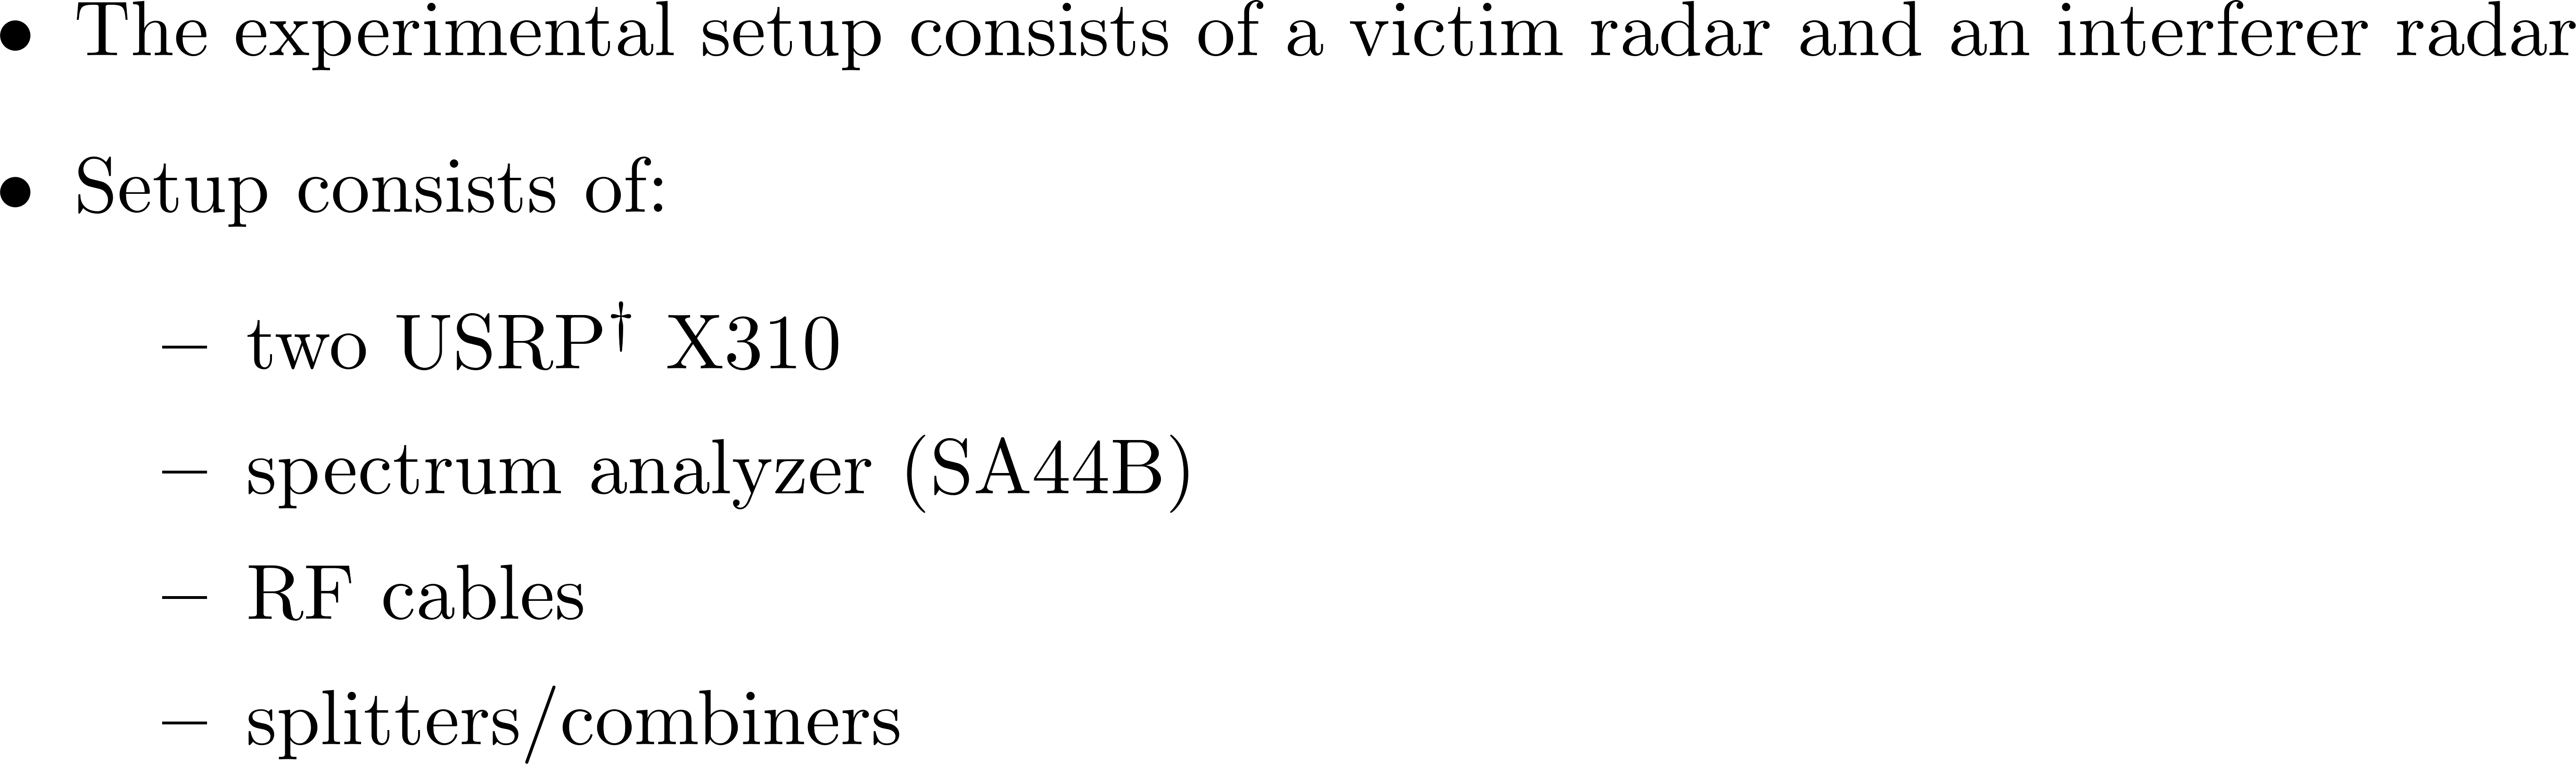 • The experimental setup consists of a victim radar and an interferer radar
• Setup consists of:
– two USRP† X310
– spectrum analyzer (SA44B)
– RF cables
– splitters/combiners